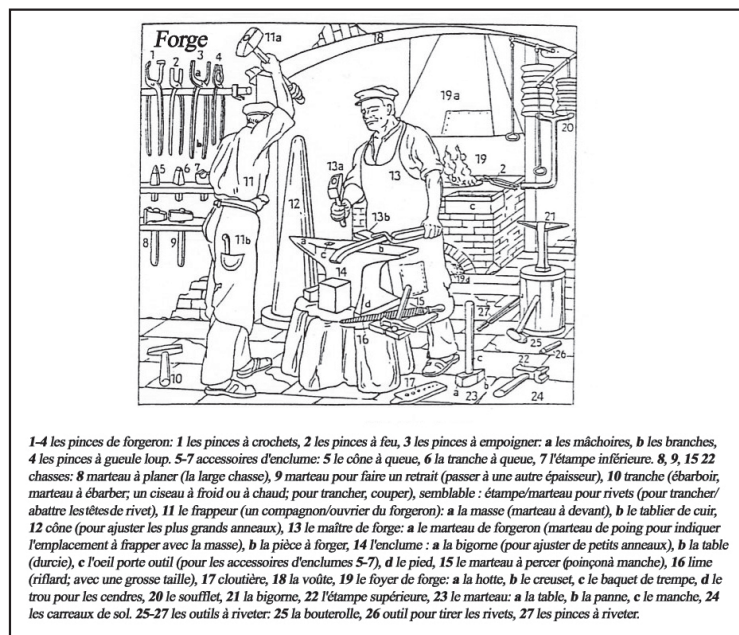 Forge
11a
18
1 2 3 4
a
19a
20
b
13a
19
b
2
5 6 7
11
13
12
c
13b
21
11b
8 9
a c b
14
19d
d
15
27
16
25
26
c
22
10
17
a 23 b
24
1-4 les pinces de forgeron: 1 les pinces à crochets, 2 les pinces à feu, 3 les pinces à empoigner: a les mâchoires, b les branches,
4 les pinces à gueule loup. 5-7 accessoires d'enclume: 5 le cône à queue, 6 la tranche à queue, 7 l'étampe inférieure. 8, 9, 15 22
chasses: 8 marteau à planer (la large chasse), 9 marteau pour faire un retrait (passer à une autre épaisseur), 10 tranche (ébarboir,
marteau à ébarber; un ciseau à froid ou à chaud; pour trancher, couper), semblable : étampe/marteau pour rivets (pour trancher/
abattre les têtes de rivet), 11 le frappeur (un compagnon/ouvrier du forgeron): a la masse (marteau à devant), b le tablier de cuir,
12 cône (pour ajuster les plus grands anneaux), 13 le maître de forge: a le marteau de forgeron (marteau de poing pour indiquer
l'emplacement à frapper avec la masse), b la pièce à forger, 14 l'enclume : a la bigorne (pour ajuster de petits anneaux), b la table
(durcie), c l'oeil porte outil (pour les accessoires d'enclumes 5-7), d le pied, 15 le marteau à percer (poinçonà manche), 16 lime
(riflard; avec une grosse taille), 17 cloutière, 18 la voûte, 19 le foyer de forge: a la hotte, b le creuset, c le baquet de trempe, d le
trou pour les cendres, 20 le soufflet, 21 la bigorne, 22 l'étampe supérieure, 23 le marteau: a la table, b la panne, c le manche, 24
les carreaux de sol. 25-27 les outils à riveter: 25 la bouterolle, 26 outil pour tirer les rivets, 27 les pinces à riveter.